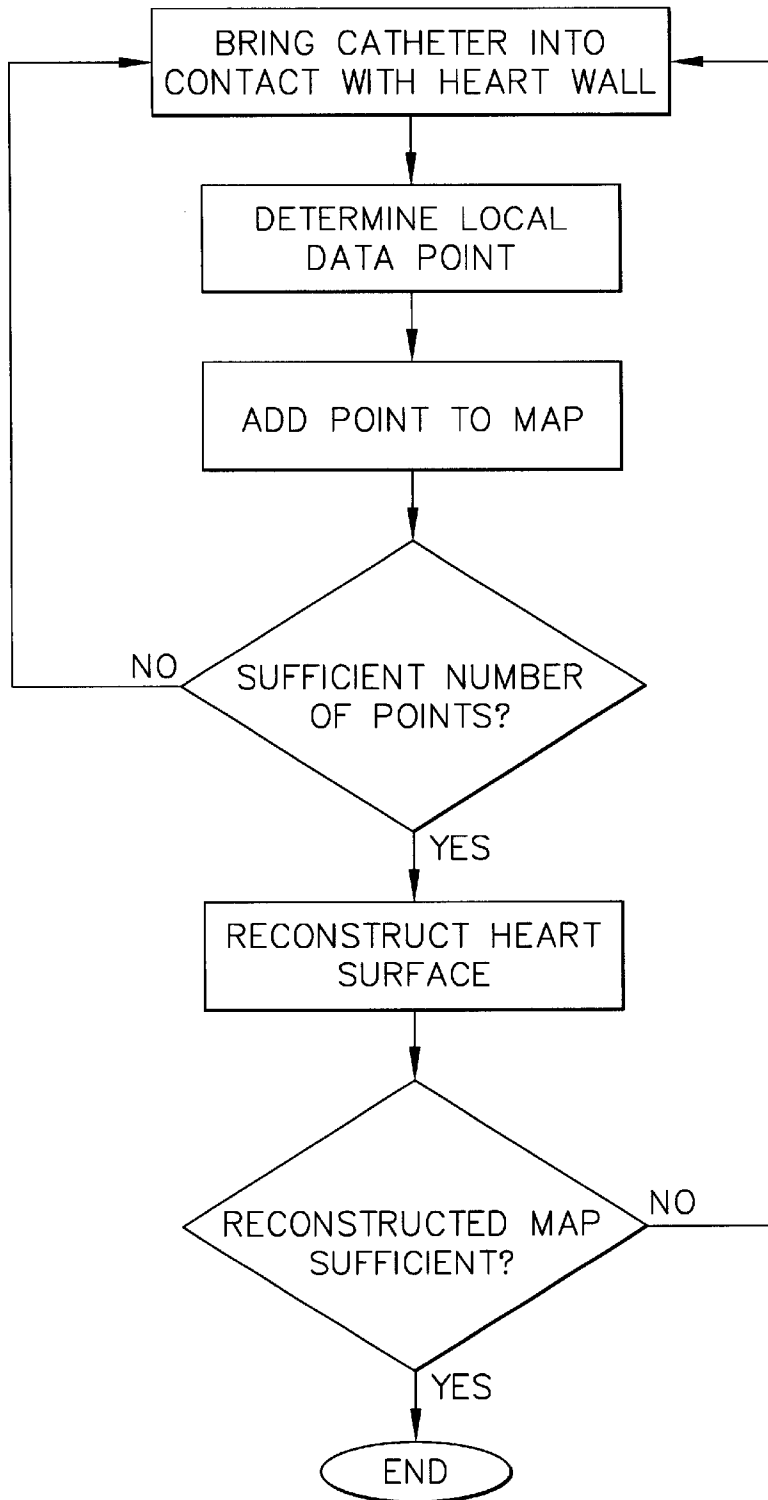 BRING CATHETER INTO
CONTACT WITH HEART WALL
DETERMINE LOCAL
DATA POINT
ADD POINT TO MAP
NO
SUFFICIENT NUMBER
OF POINTS?
YES
RECONSTRUCT HEART
SURFACE
NO
RECONSTRUCTED MAP
SUFFICIENT?
YES
END